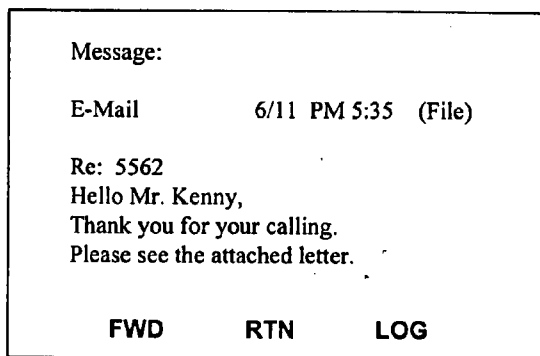 Message:
E-Mail 6/11 PM 5:35 (File)
Re: 5562
Hello Mr. Kenny,
Thank you for your calling.
Please see the attached letter.
FWD RTN LOG